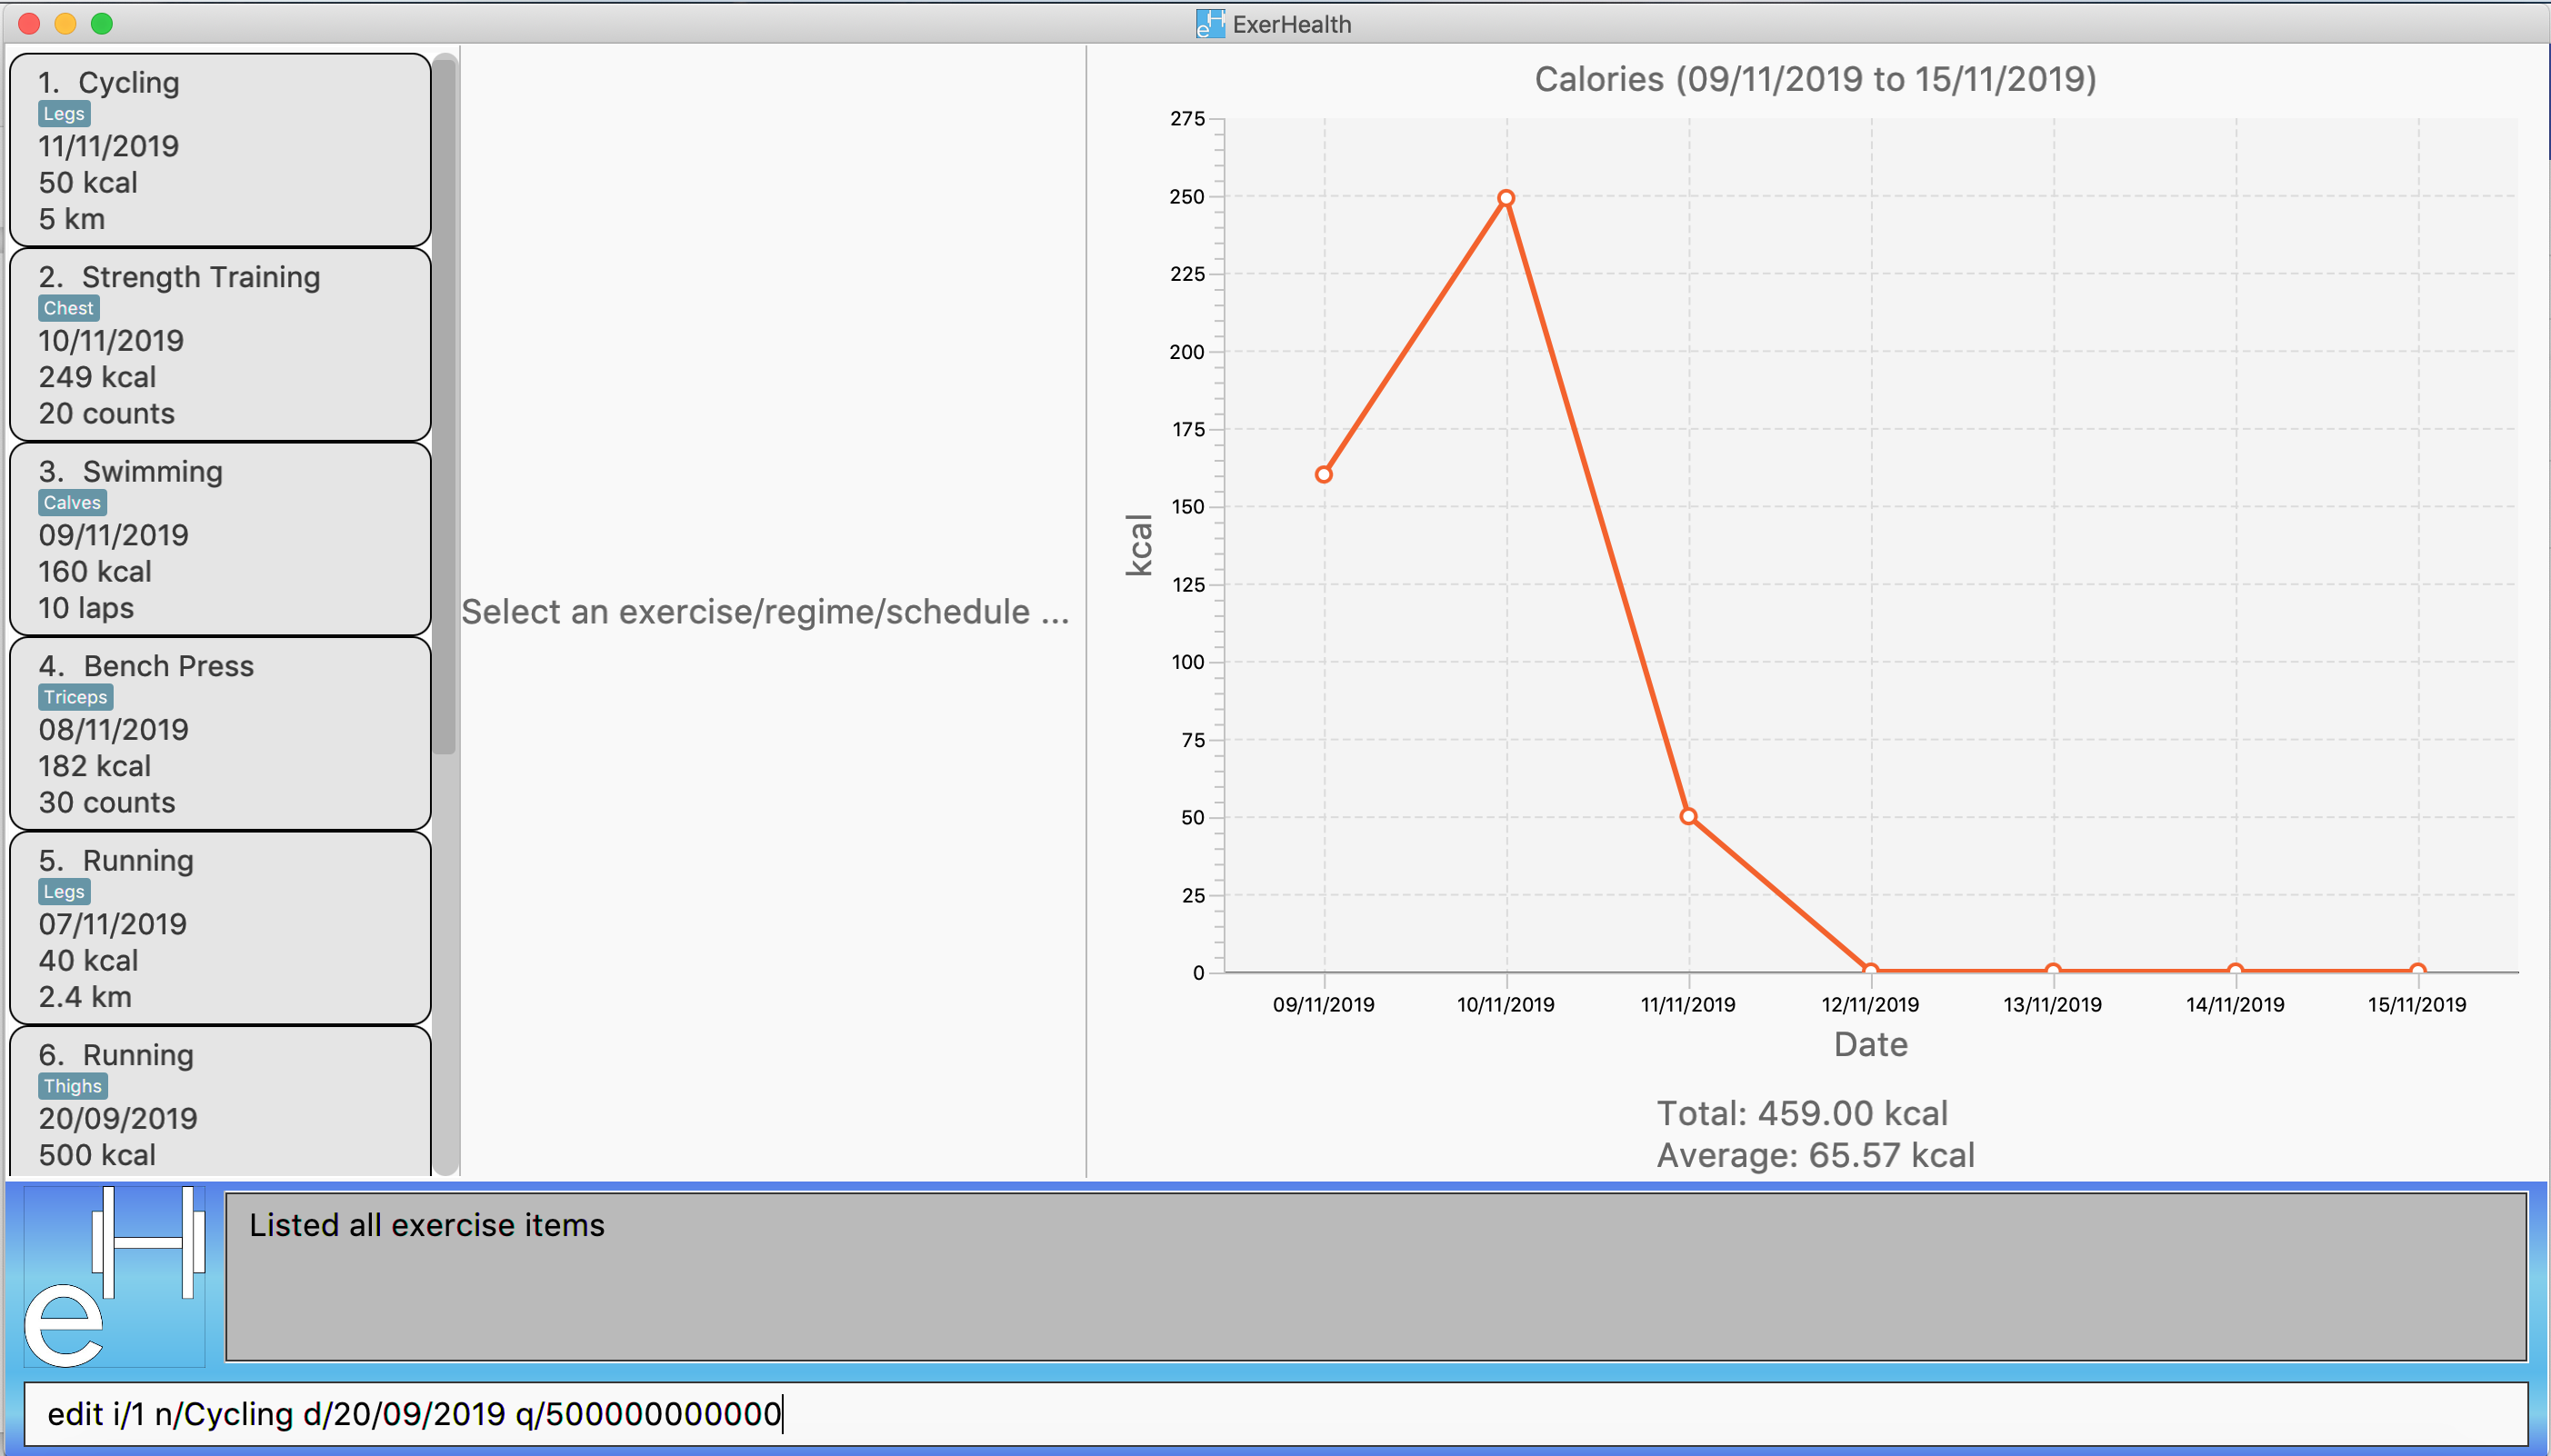 ExerHealth
1. Cycling
Legs
11/11/2019
50 kcal
5 km
2. Strength Training
Chest
10/11/2019
249 kcal
20 counts
3. Swimming
Calves
09/11/2019
160 kcal
10 laps
4. Bench Press
Triceps
08/11/2019
182 kcal
30 counts
5. Running
Legs
07/11/2019
40 kcal
2.4 km
6. Running
Thighs
20/09/2019
500 kcal
Select an exercise/regime/schedule ...
Calories (09/11/2019 to 15/11/2019)
275
250
225
200
175
150
125
100
75
50
25
0
kcal
09/11/2019 10/11/2019 11/11/2019 12/11/2019 13/11/2019 14/11/2019 15/11/2019
Date
Total: 459.00 kcal
Average: 65.57 kcal
eH
Listed all exercise items
edit i/1 n/Cycling d/20/09/2019 q/500000000000